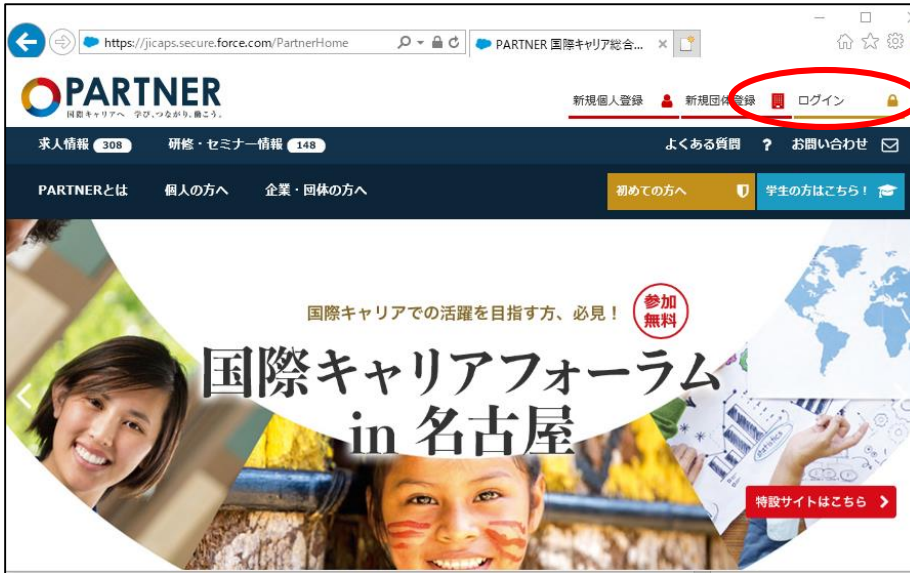 https://jicaps.secure.force.com/PartnerHome
PARTNER 国際キャリア総合...
PARTNER
国際キャリアへ 学び、つながり、働こう。
新規個人登録 新規団体登録 ログイン
求人情報 308 研修・セミナー情報 148 よくある質問 ? お問い合わせ
PARTNERとは 個人の方へ 企業・団体の方へ 初めての方へ 学生の方はこちら!
国際キャリアでの活躍を目指す方、必見!
参加
無料
国際キャリアフォーラム
in 名古屋
statistics
特設サイトはこちら